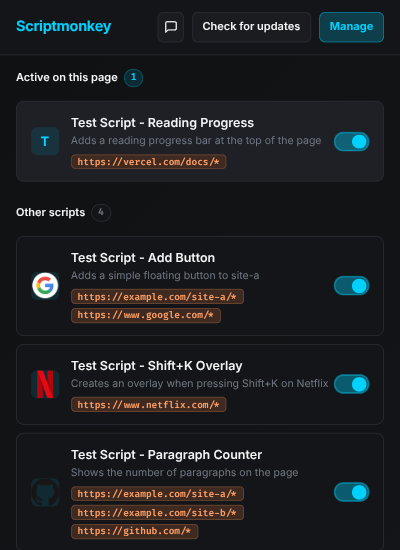 Scriptmonkey
Check for updates
Manage
Active on this page 1
T
Test Script - Reading Progress
Adds a reading progress bar at the top of the page
https://vercel.com/docs/*
Other scripts 4
Test Script - Add Button
Adds a simple floating button to site-a
https://example.com/site-a/*
https://www.google.com/*
Test Script - Shift+K Overlay
Creates an overlay when pressing Shift+K on Netflix
https://www.netflix.com/*
Test Script - Paragraph Counter
Shows the number of paragraphs on the page
https://example.com/site-a/*
https://example.com/site-b/*
https://github.com/*